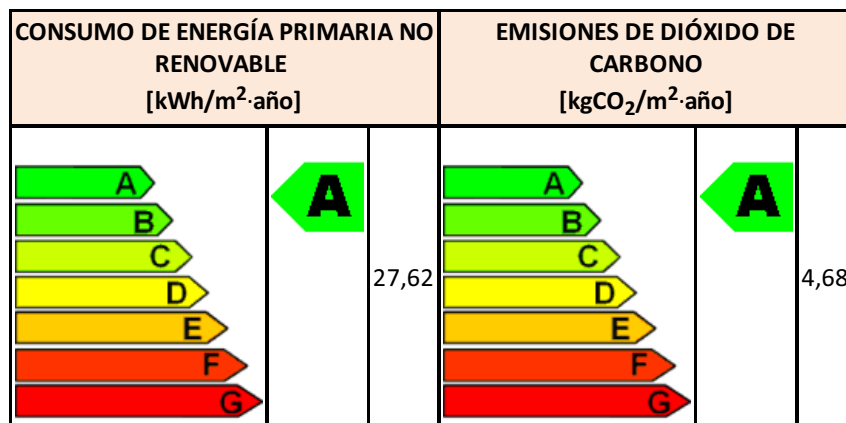 CONSUMO DE ENERGÍA PRIMARIA NO
RENOVABLE
[kWh/m²·año]
EMISIONES DE DIÓXIDO DE
CARBONO
[kgCO₂/m²·año]
A
B
C
D
E
F
G
A
27,62
A
B
C
D
E
F
G
A
4,68